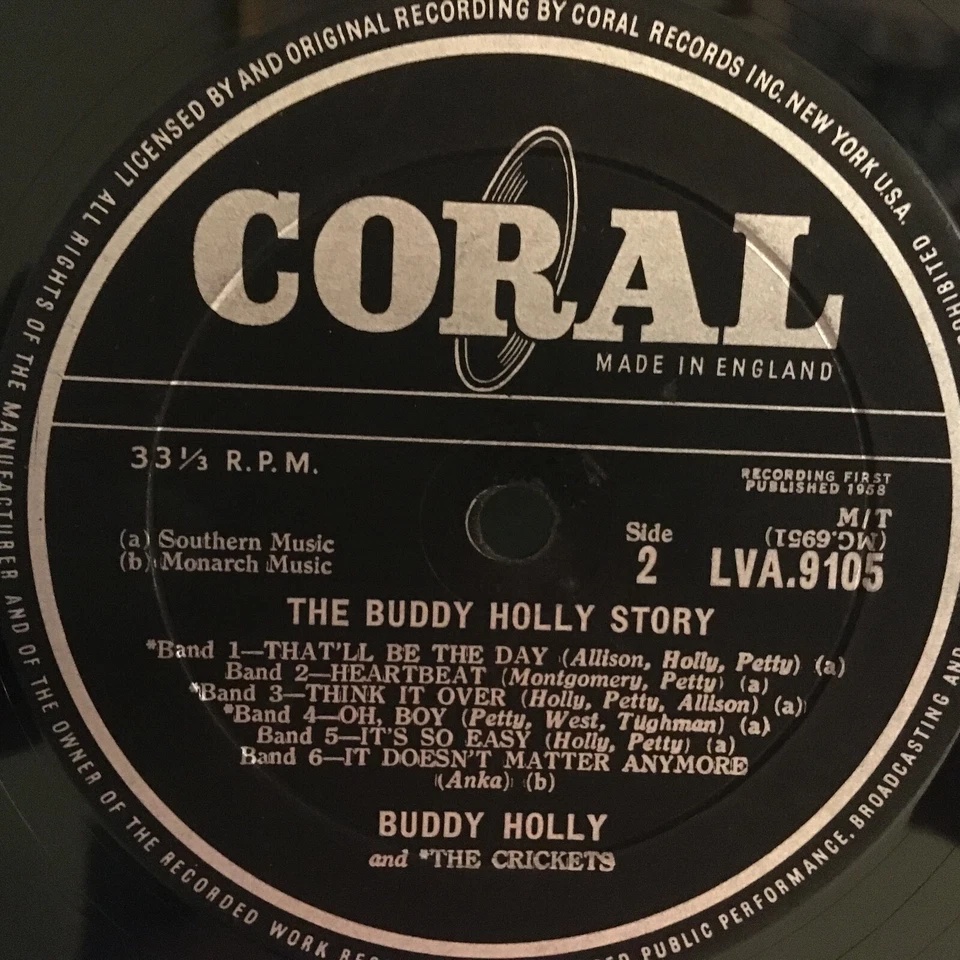 ALL RIGHTS OF THE MANUFACTURER AND OF THE OWNER OF THE RECORDED WORK
LICENSED BY AND ORIGINAL RECORDING BY CORAL RECORDS INC. NEW YORK U.S.A.
PUBLIC PERFORMANCE, BROADCASTING AND
CORAL
MADE IN ENGLAND
33⅓ R.P.M.
RECORDING FIRST
PUBLISHED 1958
M/T
(MG.6951)
(a) Southern Music
(b) Monarch Music
Side
2
LVA.9105
THE BUDDY HOLLY STORY
*Band 1—THAT'LL BE THE DAY (Allison, Holly, Petty) (a)
Band 2—HEARTBEAT (Montgomery, Petty) (a)
*Band 3—THINK IT OVER (Holly, Petty, Allison) (a)
*Band 4—OH, BOY (Petty, West, Tilghman) (a)
Band 5—IT'S SO EASY (Holly, Petty) (a)
Band 6—IT DOESN'T MATTER ANYMORE
(Anka) (b)
BUDDY HOLLY
and *THE CRICKETS